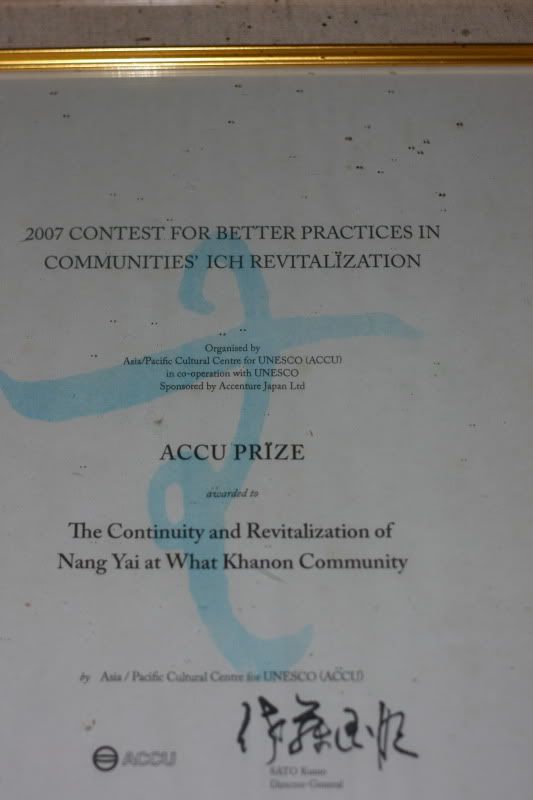 2007 CONTEST FOR BETTER PRACTICES IN
COMMUNITIES' ICH REVITALIZATION
Organised by
Asia/Pacific Cultural Centre for UNESCO (ACCU)
in co-operation with UNESCO
Sponsored by Accenture Japan Ltd
ACCU PRIZE
awarded to
The Continuity and Revitalization of
Nang Yai at What Khanon Community
by Asia / Pacific Cultural Centre for UNESCO (ACCU)
ACCU
SATO Kunio
Director-General